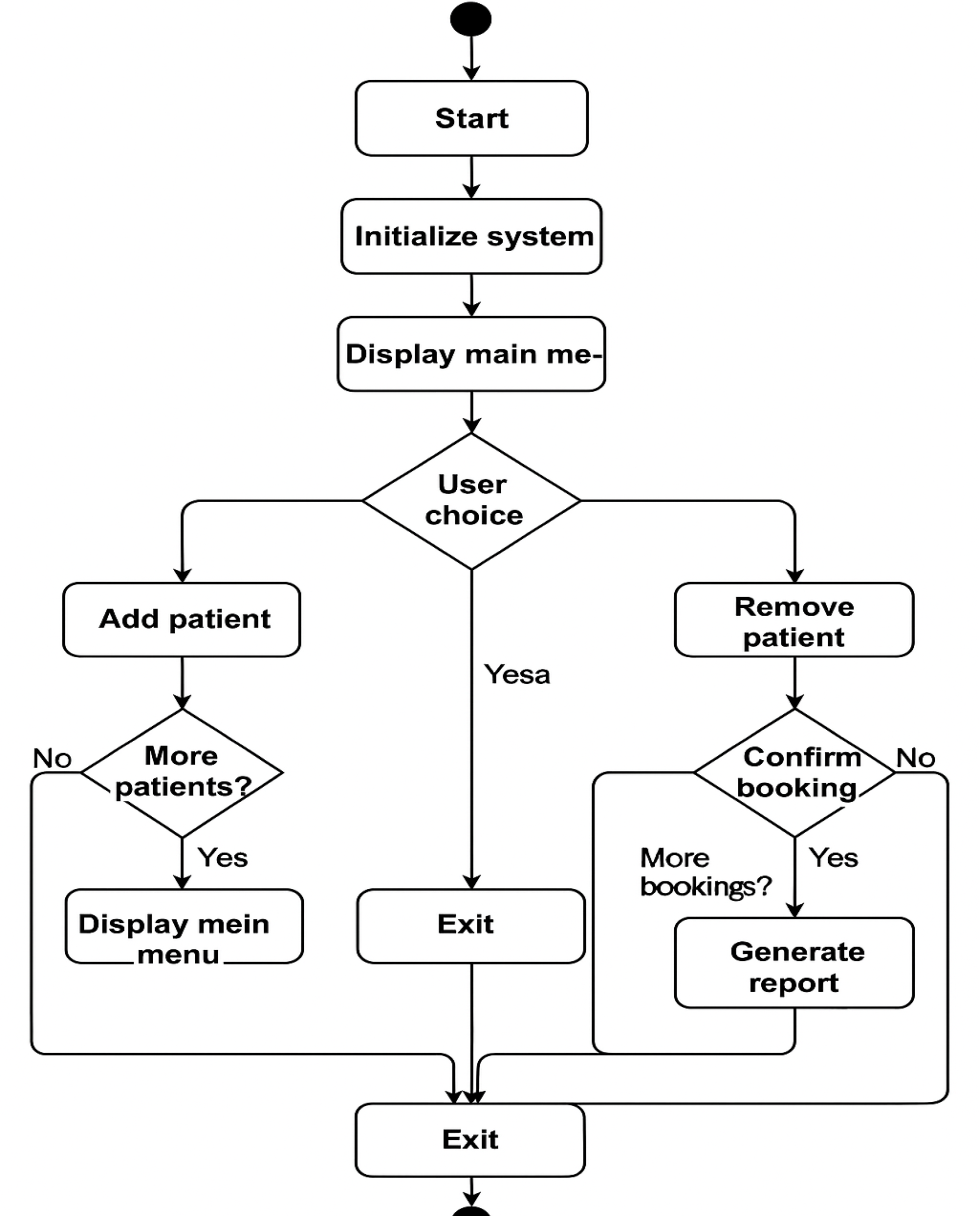 Start
Initialize system
Display main me-
User
choice
Add patient
Remove
patient
Yesa
No
More
patients?
Confirm
booking
No
Yes
More
bookings?
Yes
Display mein
menu
Exit
Generate
report
Exit